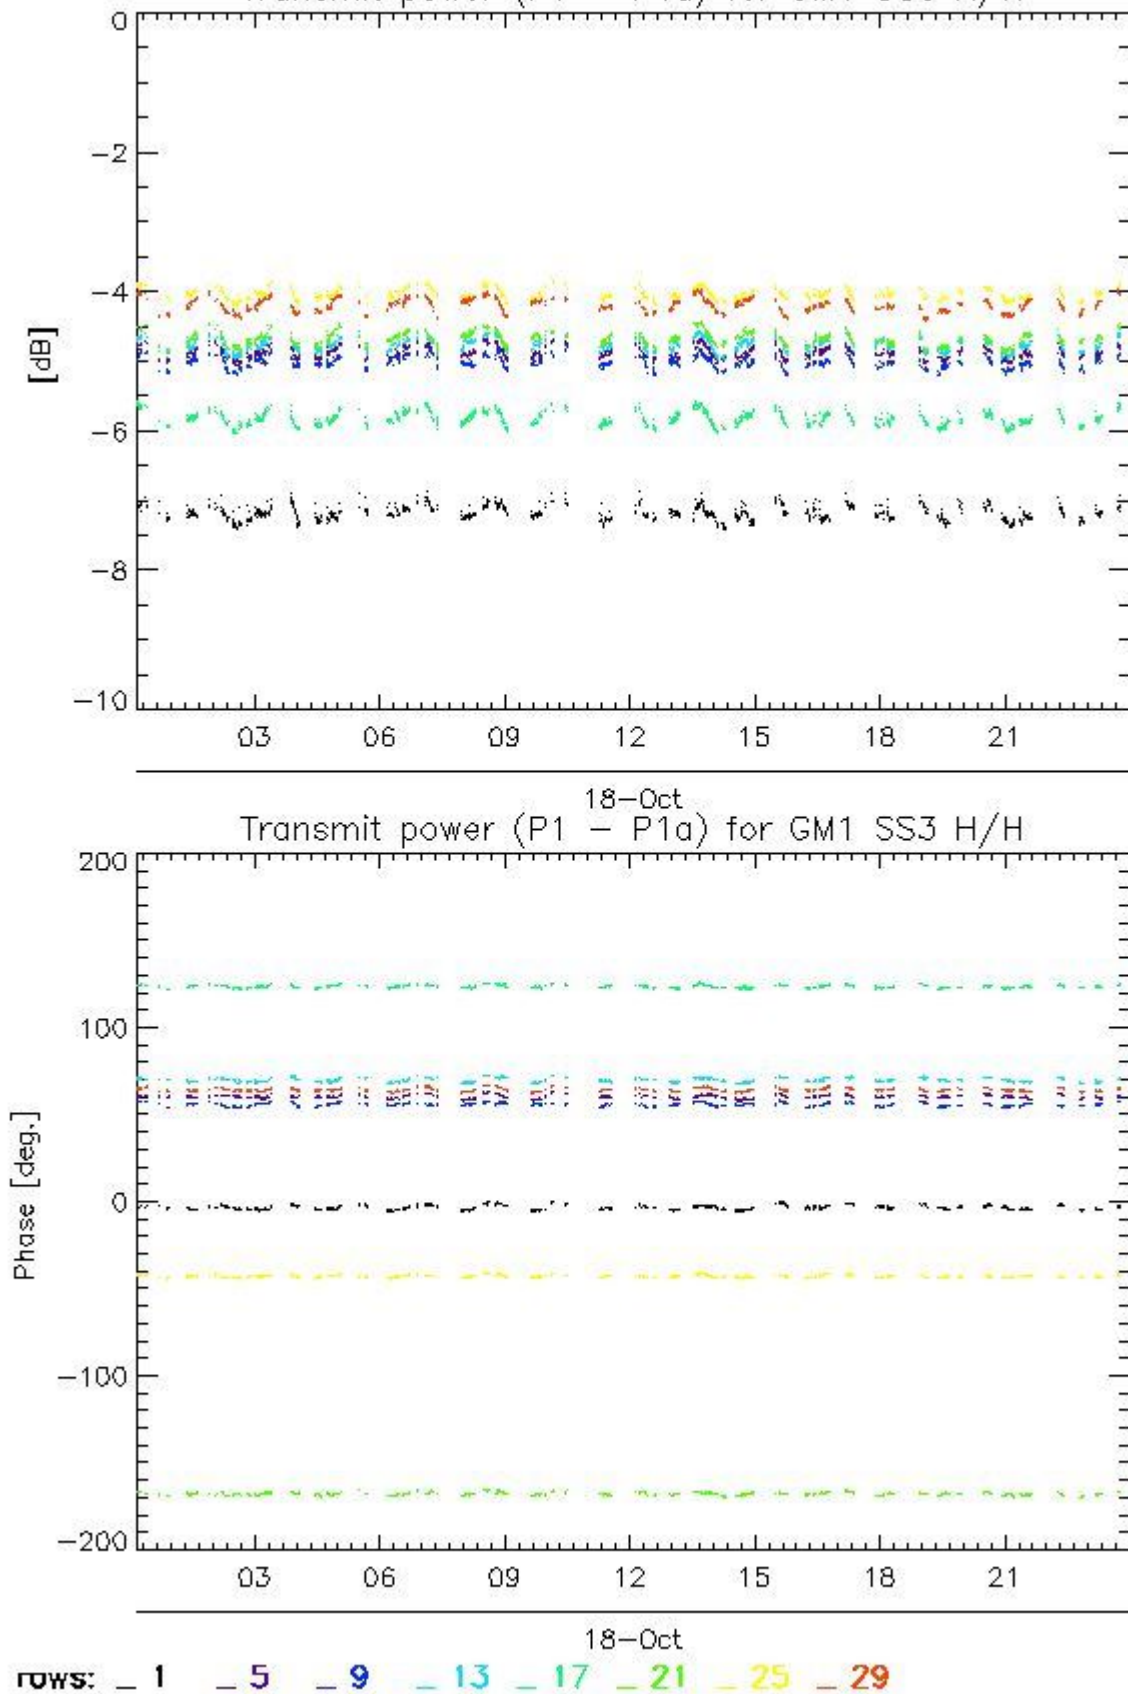 0
−2
−4
−6
−8
−10
[dB]
03 06 09 12 15 18 21
18−Oct
Transmit power (P1 − P1a) for GM1 SS3 H/H
200
100
0
−100
−200
Phase [deg.]
03 06 09 12 15 18 21
18−Oct
rows: _ 1 _ 5 _ 9 _ 13 _ 17 _ 21 _ 25 _ 29